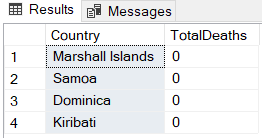 Results Messages
Country TotalDeaths
1 Marshall Islands 0
2 Samoa 0
3 Dominica 0
4 Kiribati 0